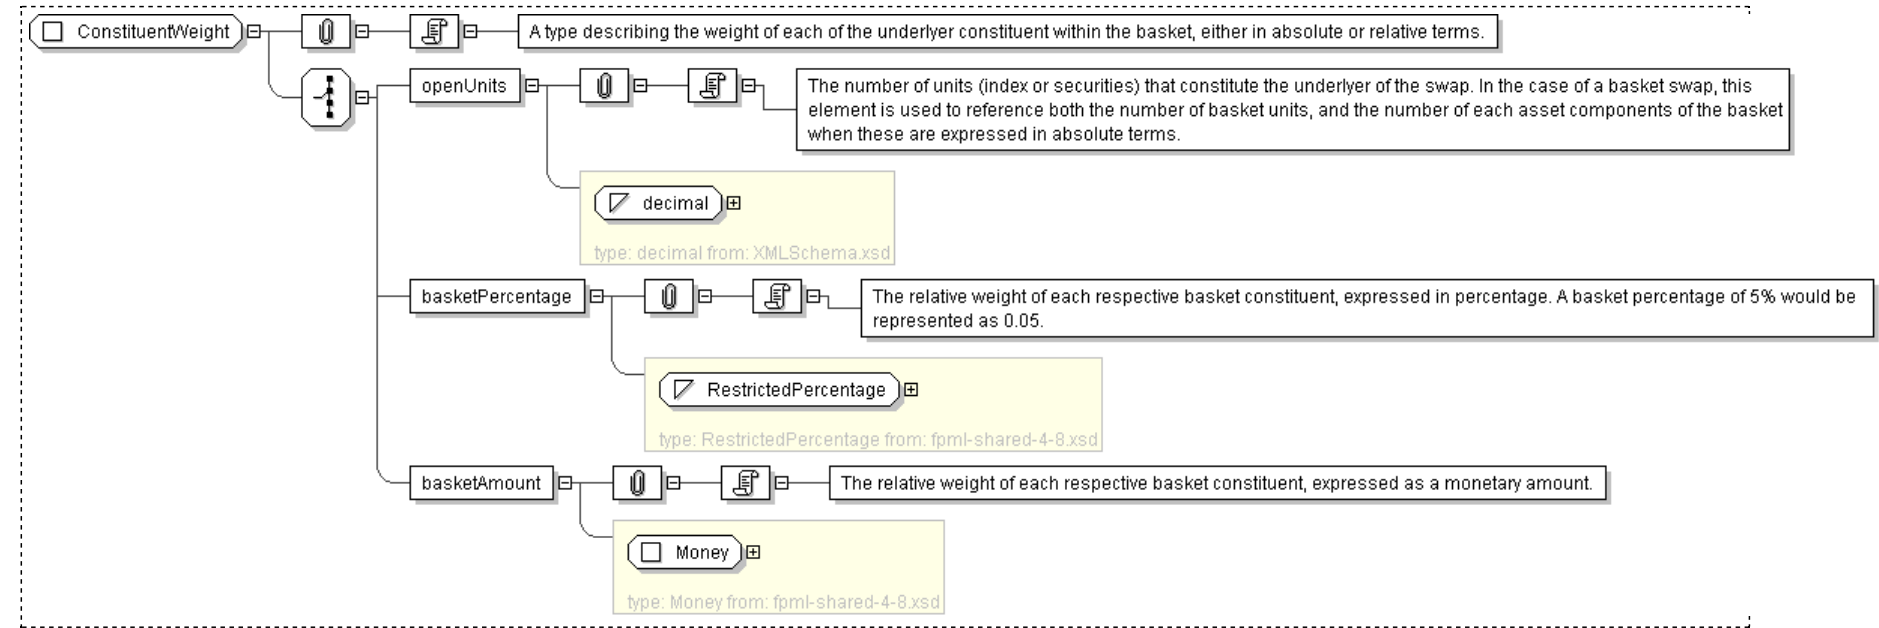 ConstituentWeight
A type describing the weight of each of the underlyer constituent within the basket, either in absolute or relative terms.
openUnits
The number of units (index or securities) that constitute the underlyer of the swap. In the case of a basket swap, this
element is used to reference both the number of basket units, and the number of each asset components of the basket
when these are expressed in absolute terms.
decimal
type: decimal from: XMLSchema.xsd
basketPercentage
The relative weight of each respective basket constituent, expressed in percentage. A basket percentage of 5% would be
represented as 0.05.
RestrictedPercentage
type: RestrictedPercentage from: fpml-shared-4-8.xsd
basketAmount
The relative weight of each respective basket constituent, expressed as a monetary amount.
Money
type: Money from: fpml-shared-4-8.xsd